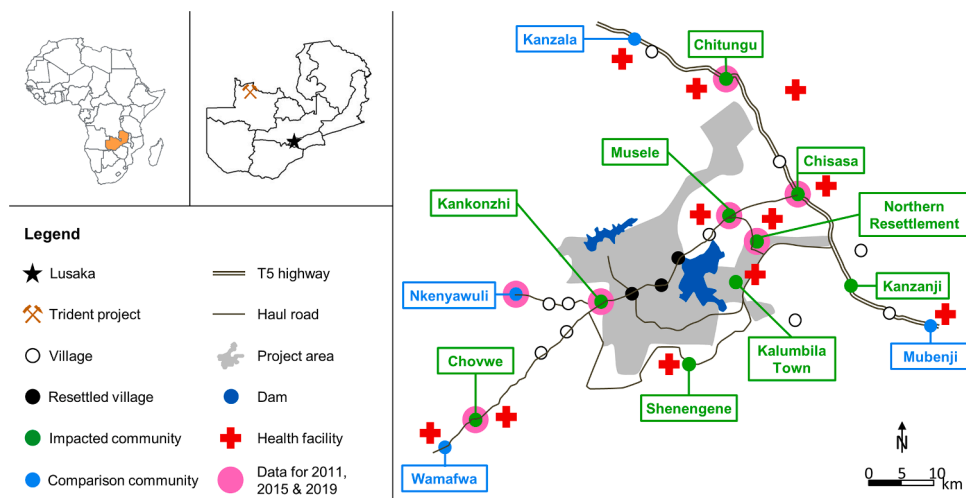 Legend
Lusaka
T5 highway
Trident project
Haul road
Village
Project area
Resettled village
Dam
Impacted community
Health facility
Comparison community
Data for 2011,
2015 & 2019
Kanzala
Chitungu
Musele
Chisasa
Kankonzhi
Northern
Resettlement
Nkenyawuli
Kanzanji
Chovwe
Kalumbila
Town
Mubenji
Shenengene
Wamafwa
N
0 5 10
km